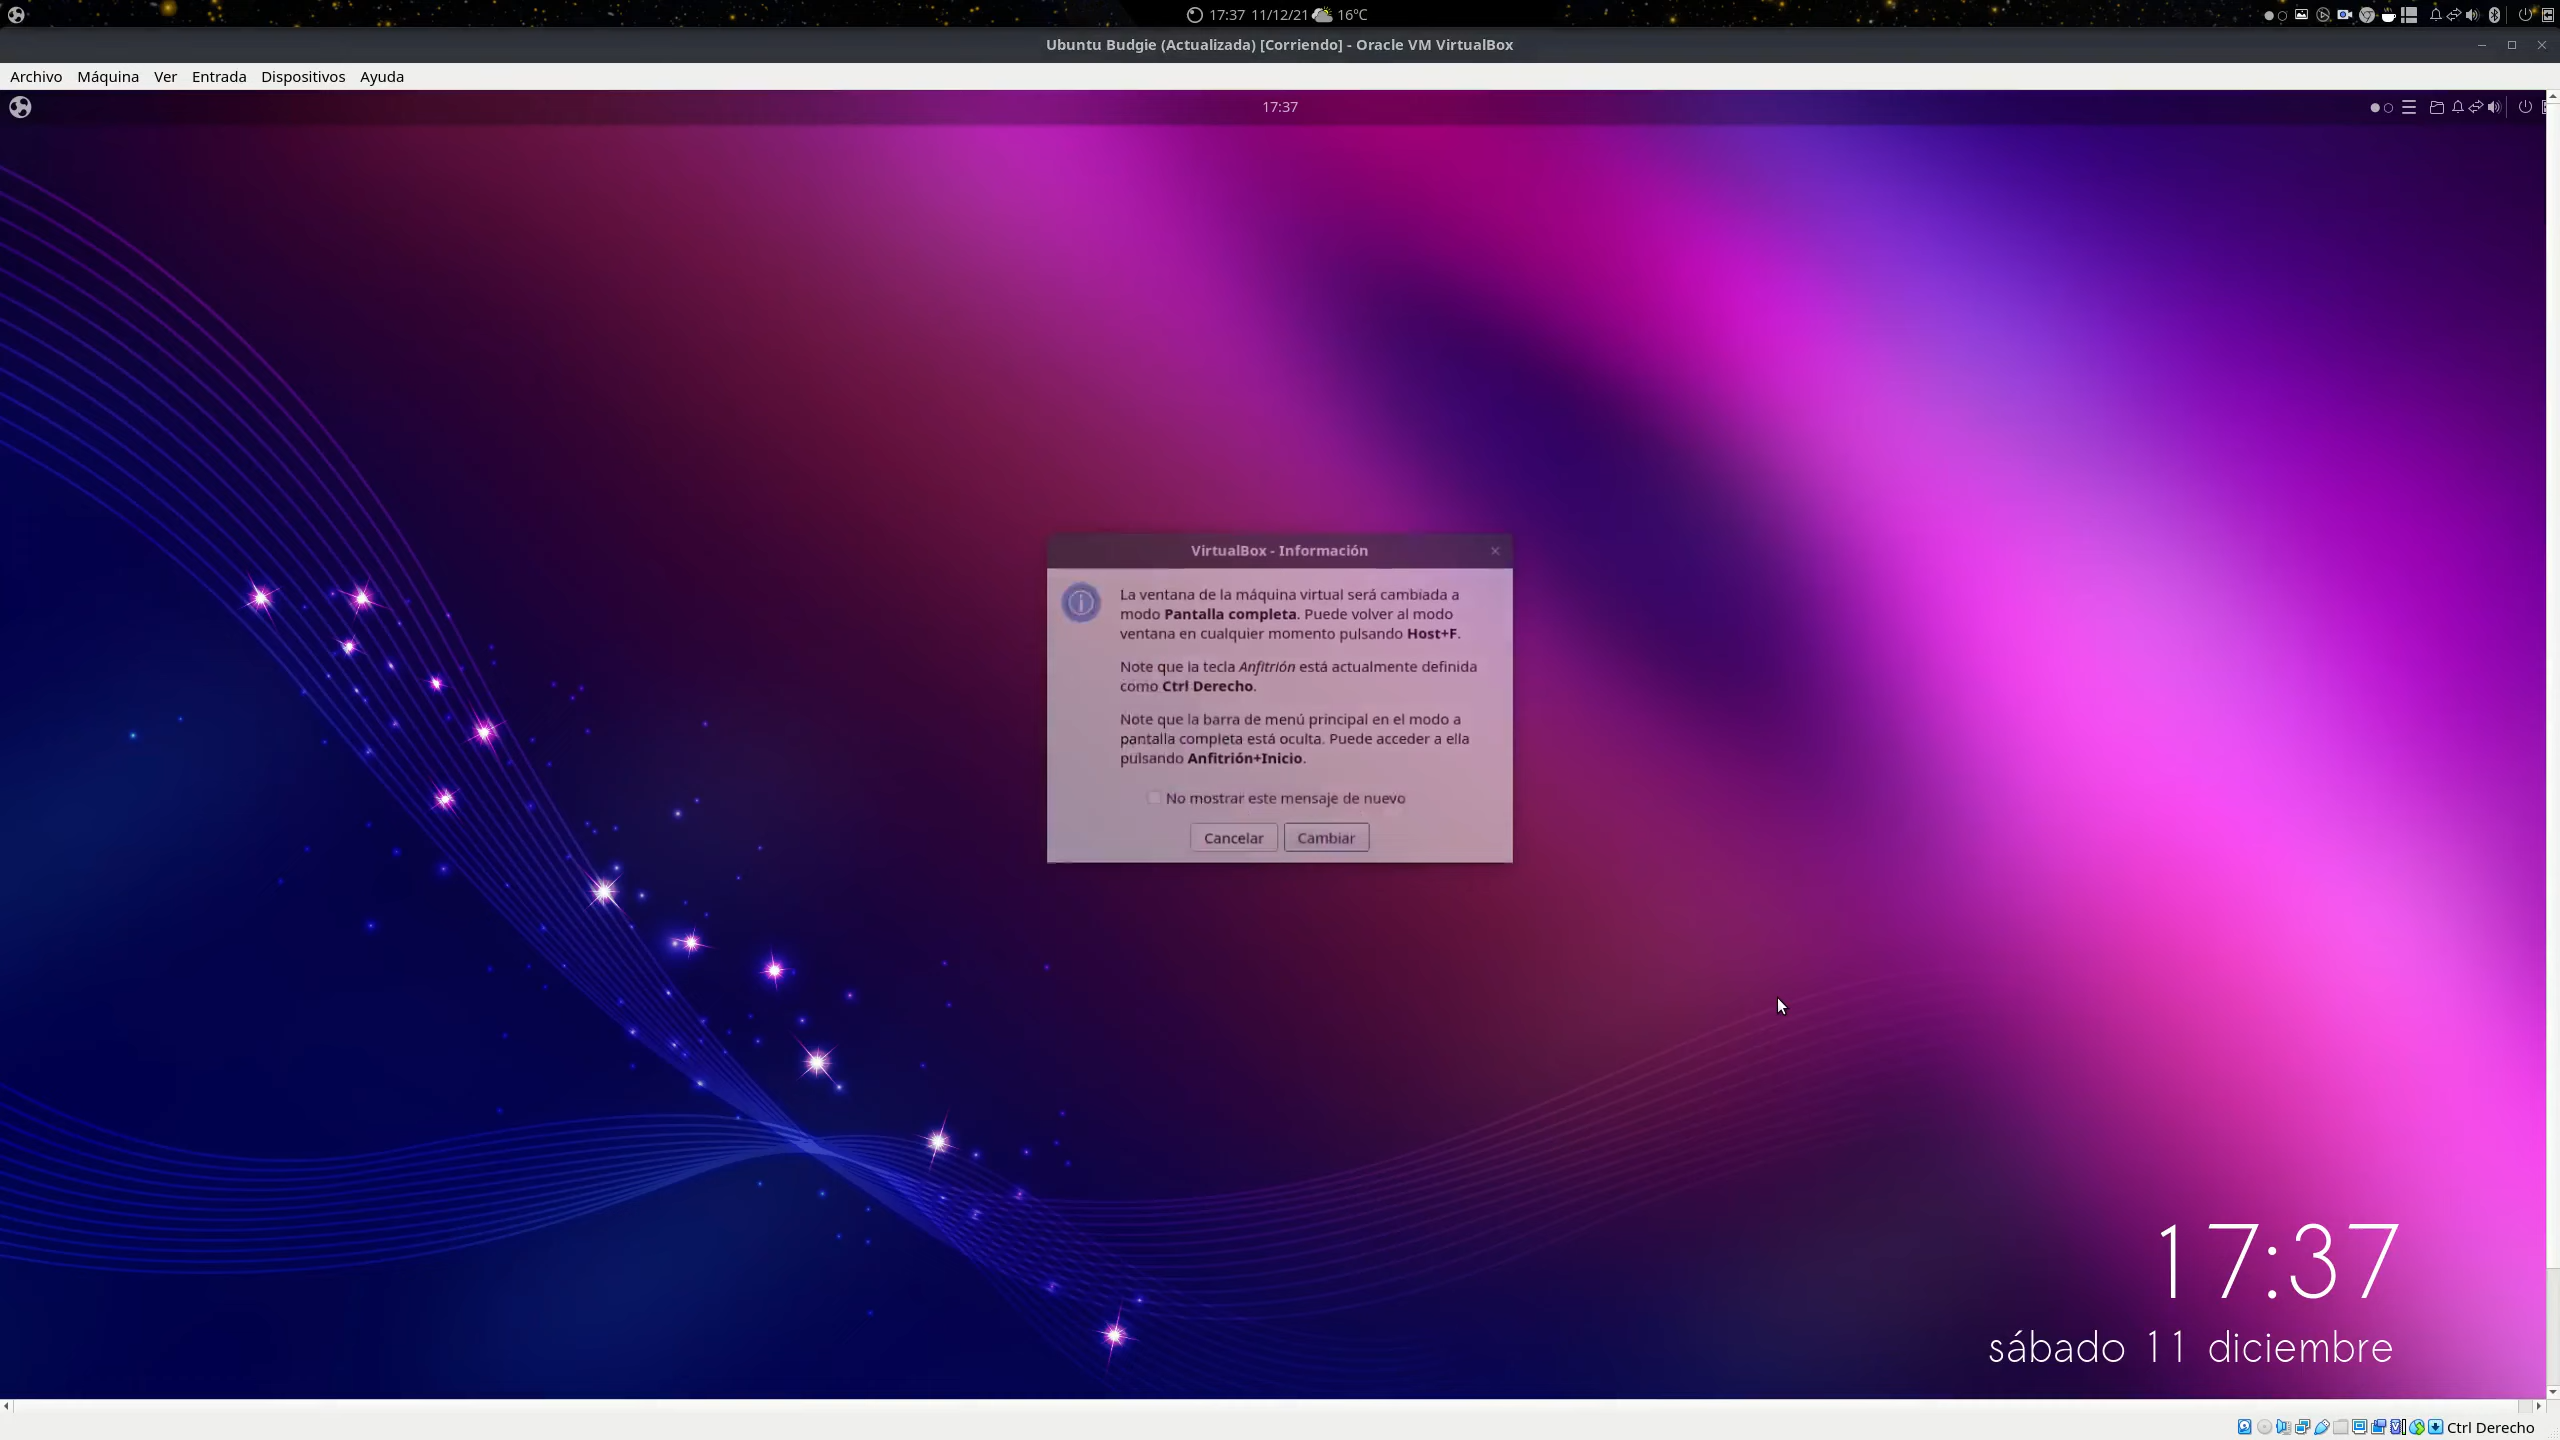 17:37 11/12/21 16ºC
Ubuntu Budgie (Actualizada) [Corriendo] - Oracle VM VirtualBox
Archivo Máquina Ver Entrada Dispositivos Ayuda
17:37
VirtualBox - Información
La ventana de la máquina virtual será cambiada a
modo Pantalla completa. Puede volver al modo
ventana en cualquier momento pulsando Host+F.
Note que la tecla Anfitrión está actualmente definida
como Ctrl Derecho.
Note que la barra de menú principal en el modo a
pantalla completa está oculta. Puede acceder a ella
pulsando Anfitrión+Inicio.
No mostrar este mensaje de nuevo
Cancelar Cambiar
17:37
sábado 11 diciembre
Ctrl Derecho